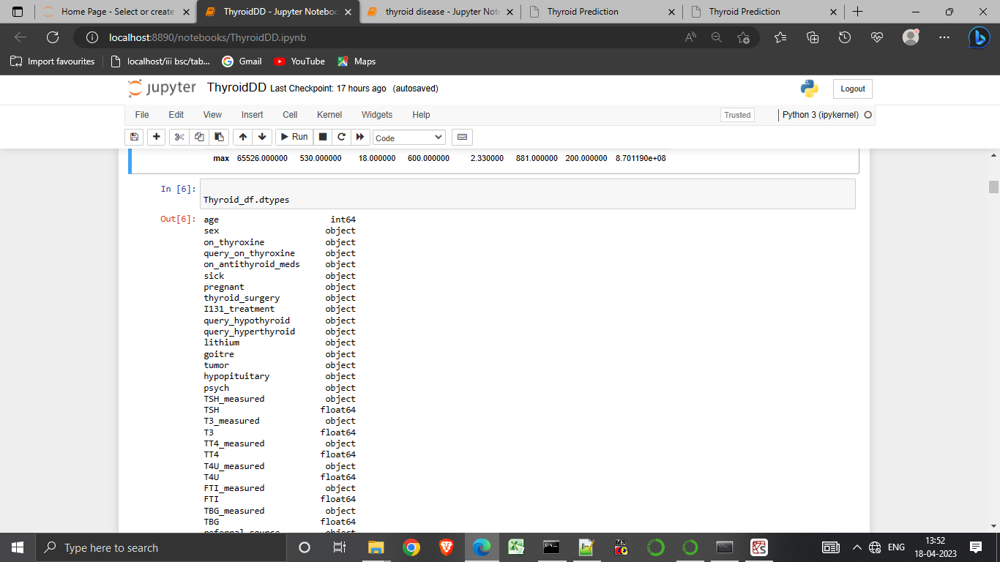 Home Page - Select or create
ThyroidDD - Jupyter Notebook
thyroid disease - Jupyter Not
Thyroid Prediction
Thyroid Prediction
localhost:8890/notebooks/ThyroidDD.ipynb
Import favourites
localhost/iii bsc/tab...
Gmail
YouTube
Maps
jupyter ThyroidDD Last Checkpoint: 17 hours ago (autosaved)
Logout
File Edit View Insert Cell Kernel Widgets Help
Trusted
Python 3 (ipykernel)
Run
Code
max 65526.000000 530.000000 18.000000 600.000000 2.330000 881.000000 200.000000 8.701190e+08
In [6]:
Thyroid_df.dtypes
Out[6]: age int64
sex object
on_thyroxine object
query_on_thyroxine object
on_antithyroid_meds object
sick object
pregnant object
thyroid_surgery object
I131_treatment object
query_hypothyroid object
query_hyperthyroid object
lithium object
goitre object
tumor object
hypopituitary object
psych object
TSH_measured object
TSH float64
T3_measured object
T3 float64
TT4_measured object
TT4 float64
T4U_measured object
T4U float64
FTI_measured object
FTI float64
TBG_measured object
TBG float64
referral_source object
Type here to search
ENG
13:52
18-04-2023